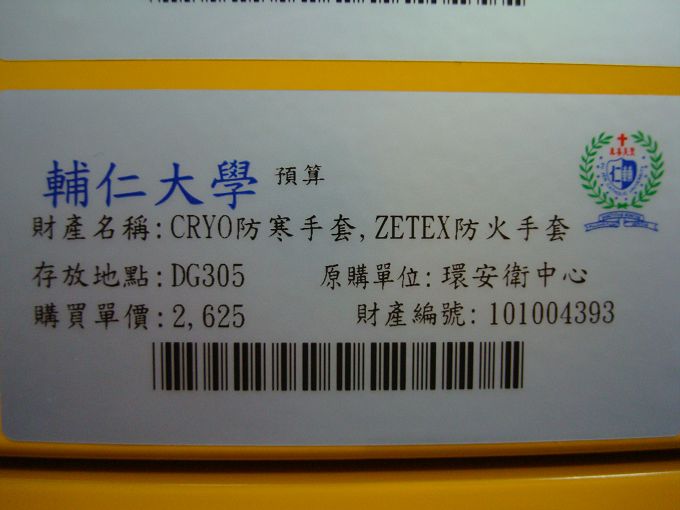 輔仁大學 預算
財產名稱:CRYO防寒手套,ZETEX防火手套
存放地點:DG305 原購單位:環安衛中心
購買單價:2,625 財產編號:101004393